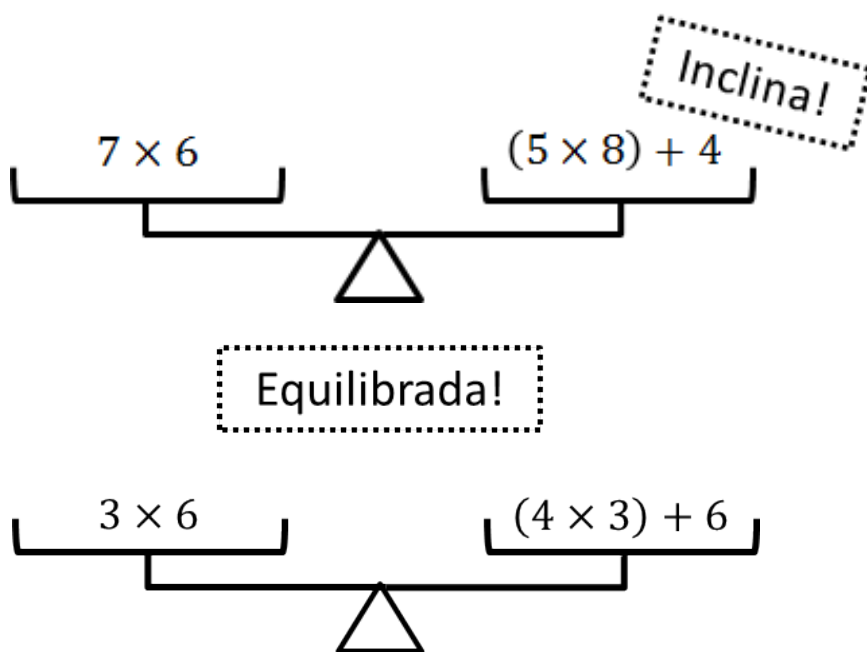 Inclina!
7 × 6
(5 × 8) + 4
Equilibrada!
3 × 6
(4 × 3) + 6